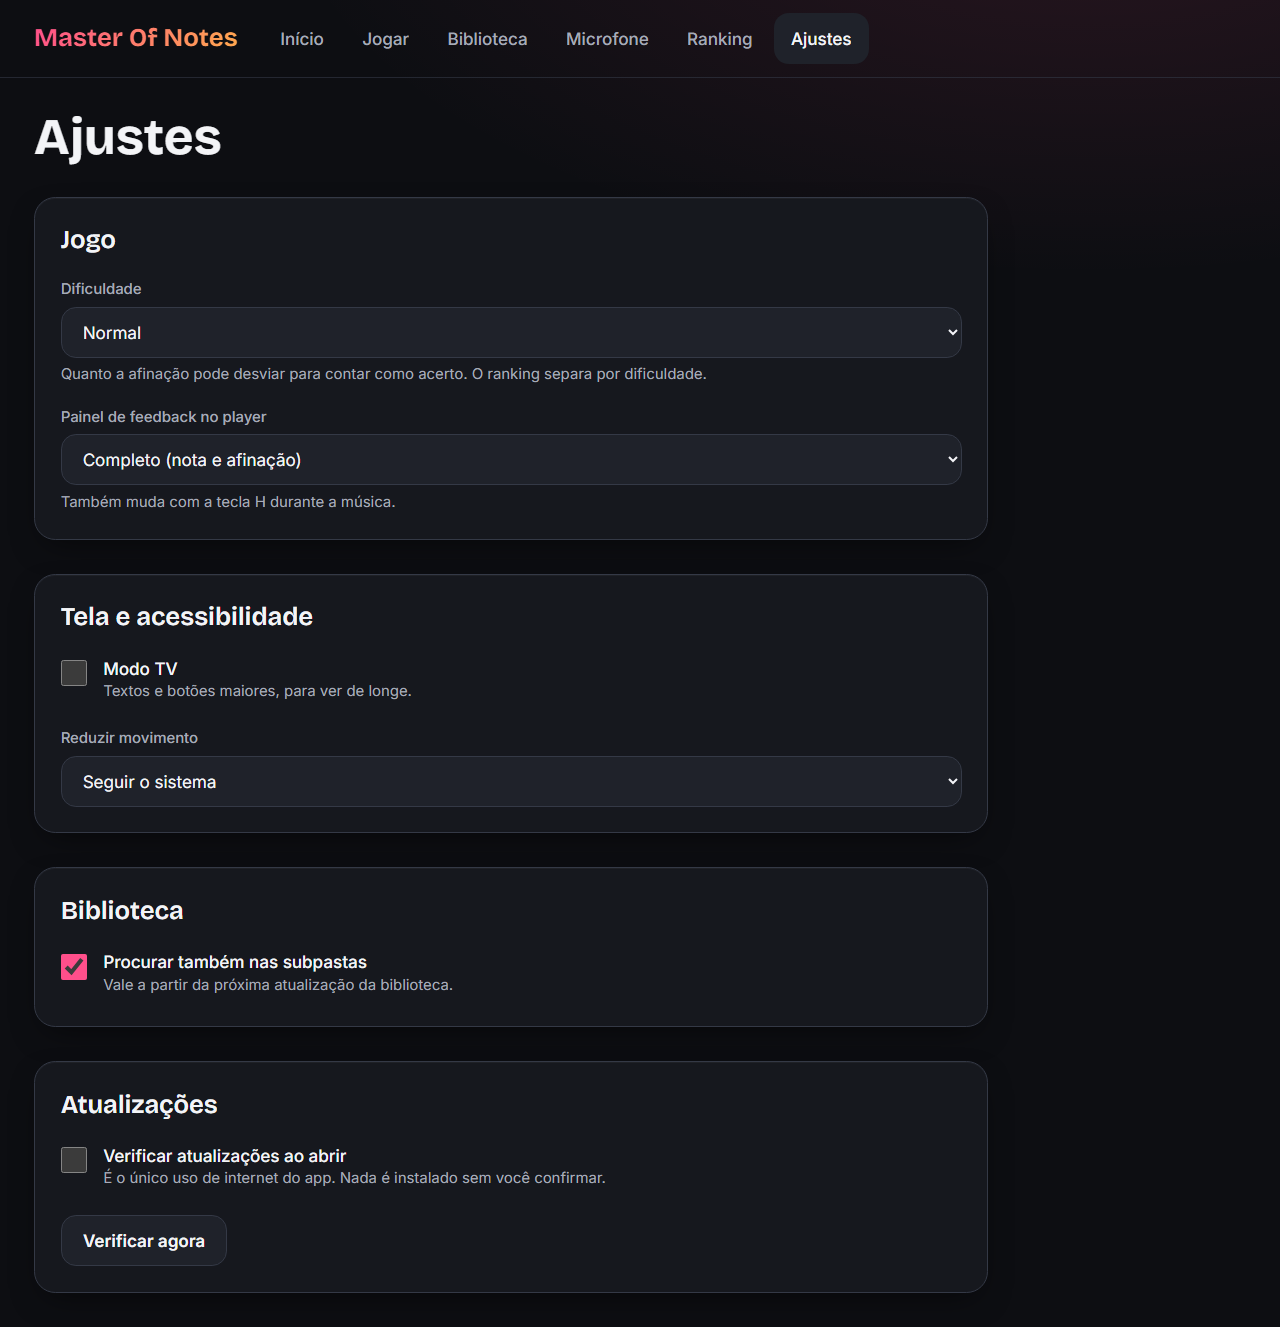 Master Of Notes
Início
Jogar
Biblioteca
Microfone
Ranking
Ajustes
Ajustes
Jogo
Dificuldade
Normal
Quanto a afinação pode desviar para contar como acerto. O ranking separa por dificuldade.
Painel de feedback no player
Completo (nota e afinação)
Também muda com a tecla H durante a música.
Tela e acessibilidade
Modo TV
Textos e botões maiores, para ver de longe.
Reduzir movimento
Seguir o sistema
Biblioteca
Procurar também nas subpastas
Vale a partir da próxima atualização da biblioteca.
Atualizações
Verificar atualizações ao abrir
É o único uso de internet do app. Nada é instalado sem você confirmar.
Verificar agora